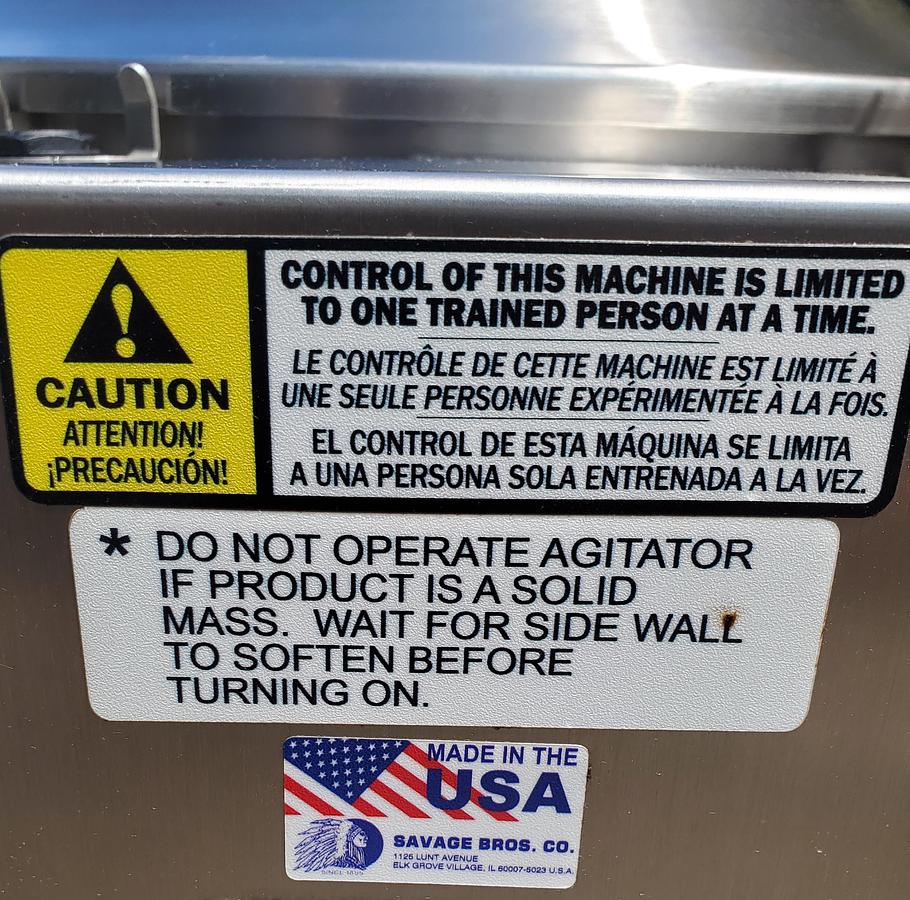 CAUTION
ATTENTION!
¡PRECAUCIÓN!
CONTROL OF THIS MACHINE IS LIMITED
TO ONE TRAINED PERSON AT A TIME.
LE CONTRÔLE DE CETTE MACHINE EST LIMITÉ À
UNE SEULE PERSONNE EXPÉRIMENTÉE À LA FOIS.
EL CONTROL DE ESTA MÁQUINA SE LIMITA
A UNA PERSONA SOLA ENTRENADA A LA VEZ.
* DO NOT OPERATE AGITATOR
IF PRODUCT IS A SOLID
MASS. WAIT FOR SIDE WALL
TO SOFTEN BEFORE
TURNING ON.
MADE IN THE
USA
SAVAGE BROS. CO.
1125 LUNT AVENUE
ELK GROVE VILLAGE, IL 60007-5023 U.S.A.
SINCE 1855